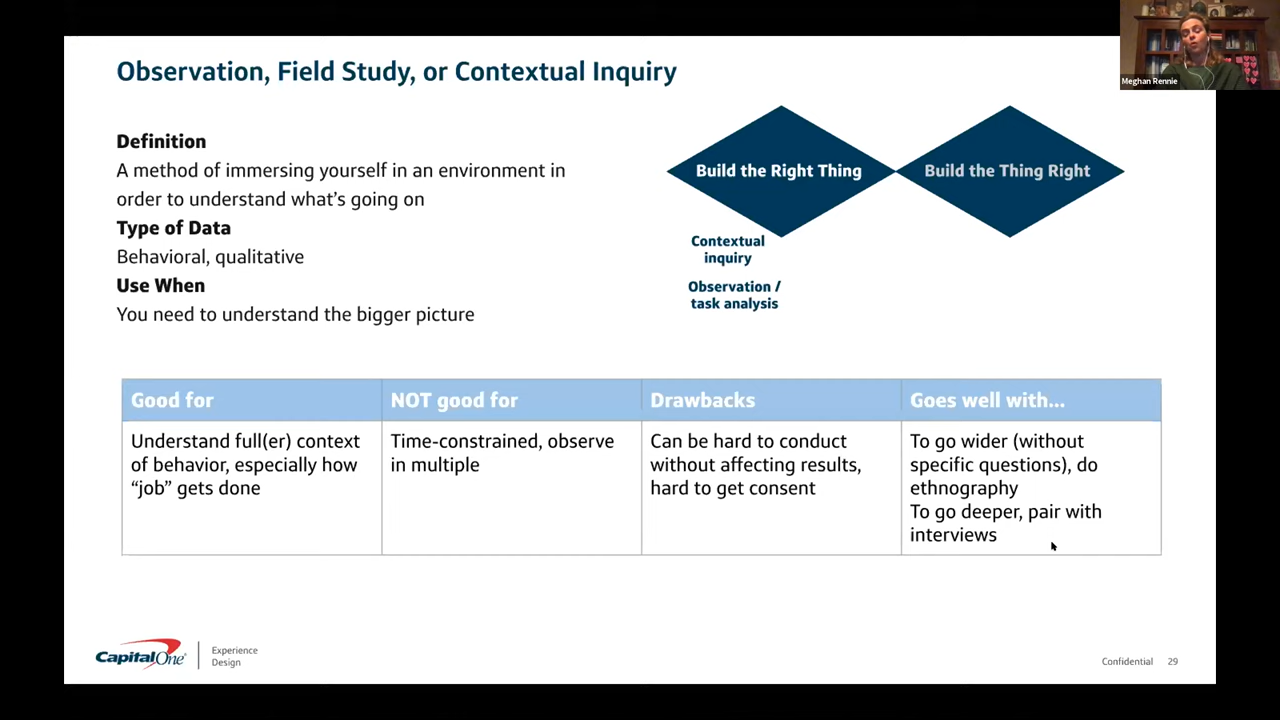 Observation, Field Study, or Contextual Inquiry
Meghan Rennie
Definition
A method of immersing yourself in an environment in
order to understand what's going on
Type of Data
Behavioral, qualitative
Use When
You need to understand the bigger picture
Build the Right Thing
Build the Thing Right
Contextual
inquiry
Observation /
task analysis
Good for
NOT good for
Drawbacks
Goes well with...
Understand full(er) context
of behavior, especially how
“job” gets done
Time-constrained, observe
in multiple
Can be hard to conduct
without affecting results,
hard to get consent
To go wider (without
specific questions), do
ethnography
To go deeper, pair with
interviews
Capital One
Experience
Design
Confidential 29